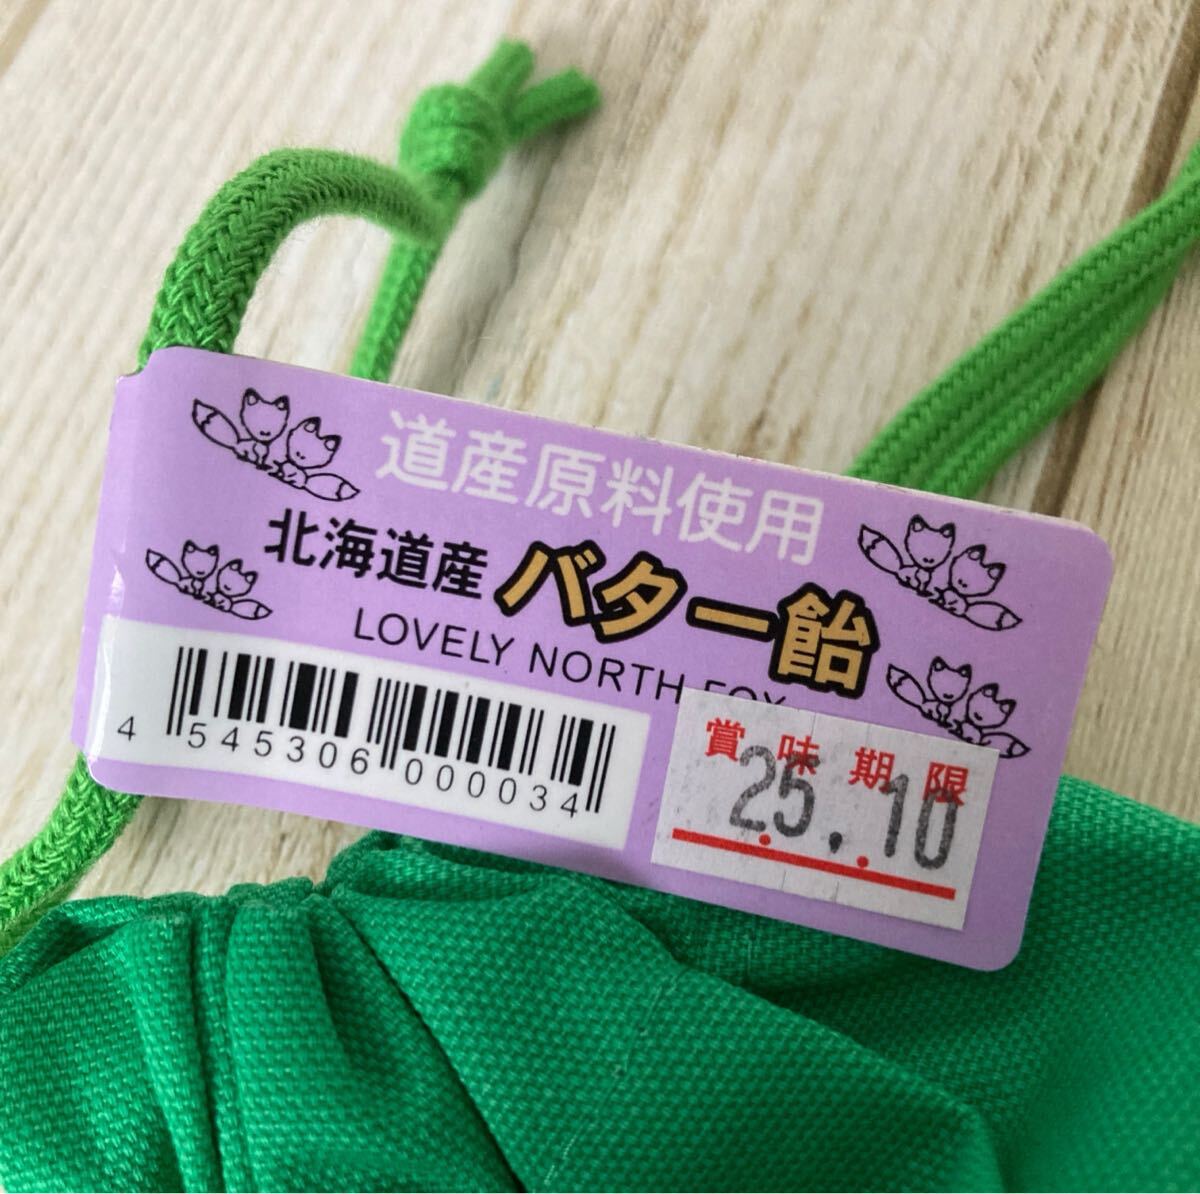 道産原料使用
北海道産 バター飴
LOVELY NORTH FOX
4 545306 000034
賞味期限
25.10